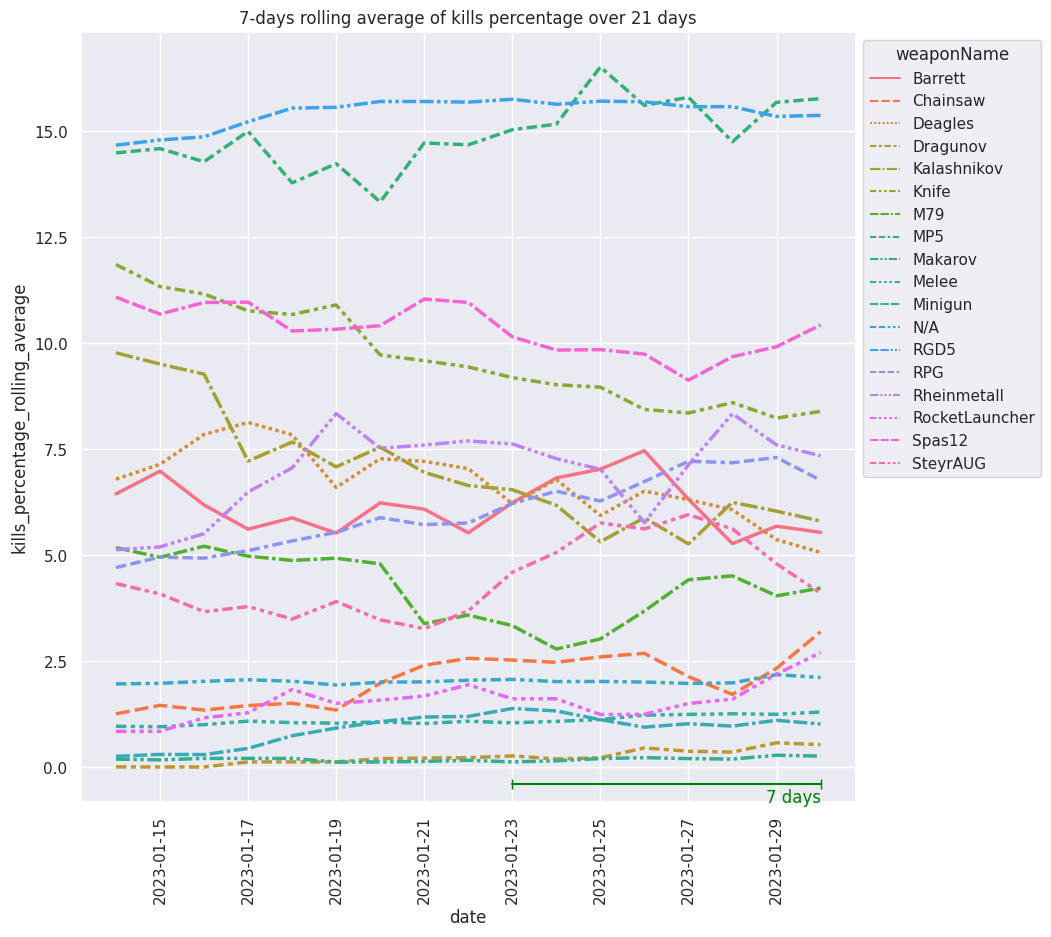 7-days rolling average of kills percentage over 21 days
kills_percentage_rolling_average
15.0
12.5
10.0
7.5
5.0
2.5
0.0
7 days
2023-01-15
2023-01-17
2023-01-19
2023-01-21
2023-01-23
2023-01-25
2023-01-27
2023-01-29
date
weaponName
Barrett
Chainsaw
Deagles
Dragunov
Kalashnikov
Knife
M79
MP5
Makarov
Melee
Minigun
N/A
RGD5
RPG
Rheinmetall
RocketLauncher
Spas12
SteyrAUG